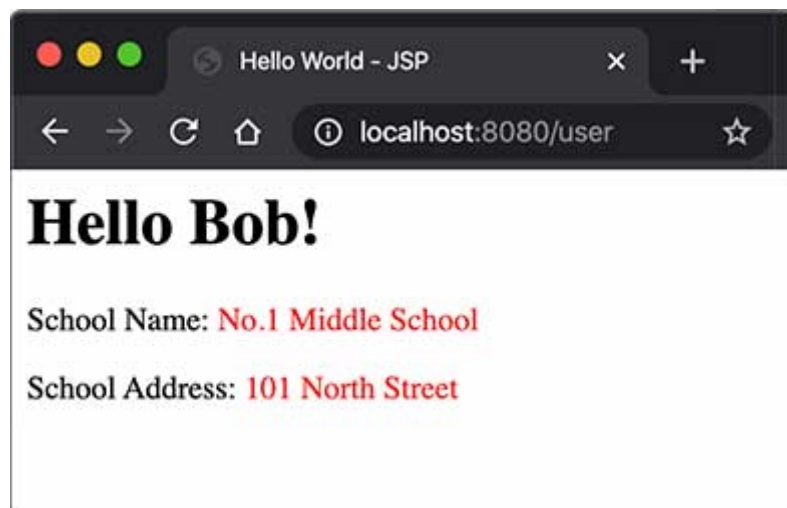 Hello World - JSP
localhost:8080/user
Hello Bob!
School Name: No.1 Middle School
School Address: 101 North Street